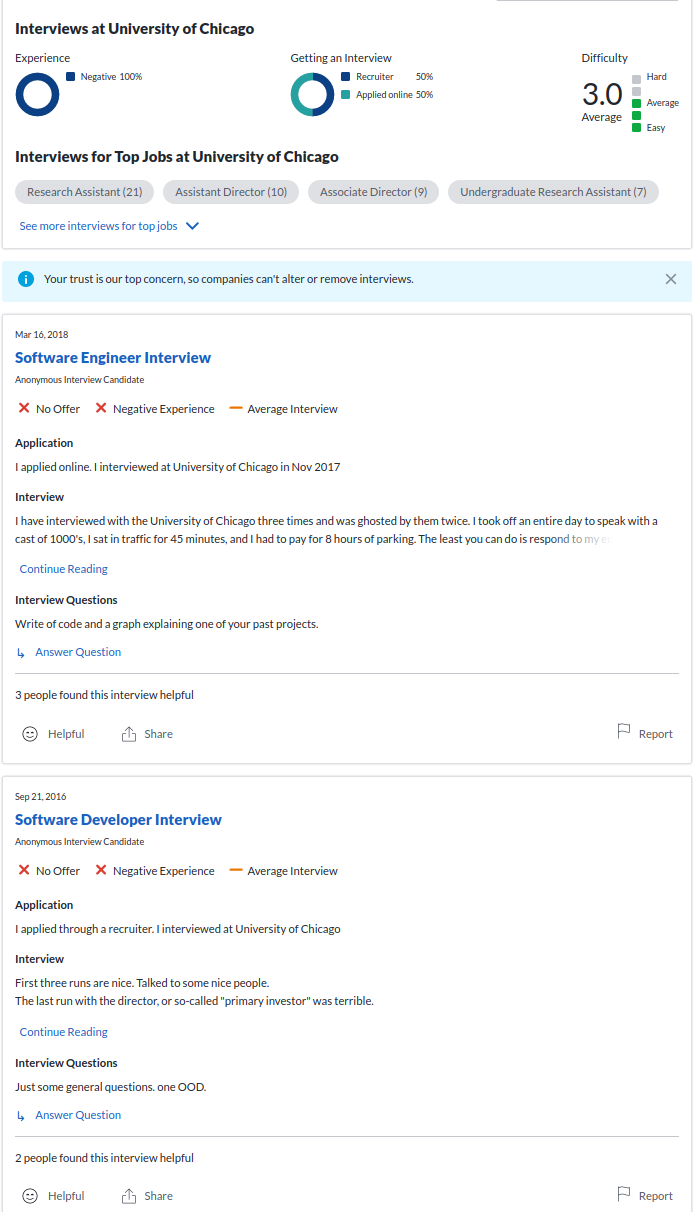 Interviews at University of Chicago
Experience
Negative 100%
Getting an Interview
Recruiter 50%
Applied online 50%
Difficulty
3.0
Average
Hard
Average
Easy
Interviews for Top Jobs at University of Chicago
Research Assistant (21)
Assistant Director (10)
Associate Director (9)
Undergraduate Research Assistant (7)
See more interviews for top jobs
Your trust is our top concern, so companies can't alter or remove interviews.
Mar 16, 2018
Software Engineer Interview
Anonymous Interview Candidate
No Offer
Negative Experience
Average Interview
Application
I applied online. I interviewed at University of Chicago in Nov 2017
Interview
I have interviewed with the University of Chicago three times and was ghosted by them twice. I took off an entire day to speak with a
cast of 1000's, I sat in traffic for 45 minutes, and I had to pay for 8 hours of parking. The least you can do is respond to my
Continue Reading
Interview Questions
Write of code and a graph explaining one of your past projects.
Answer Question
3 people found this interview helpful
Helpful
Share
Report
Sep 21, 2016
Software Developer Interview
Anonymous Interview Candidate
No Offer
Negative Experience
Average Interview
Application
I applied through a recruiter. I interviewed at University of Chicago
Interview
First three runs are nice. Talked to some nice people.
The last run with the director, or so-called "primary investor" was terrible.
Continue Reading
Interview Questions
Just some general questions. one OOD.
Answer Question
2 people found this interview helpful
Helpful
Share
Report